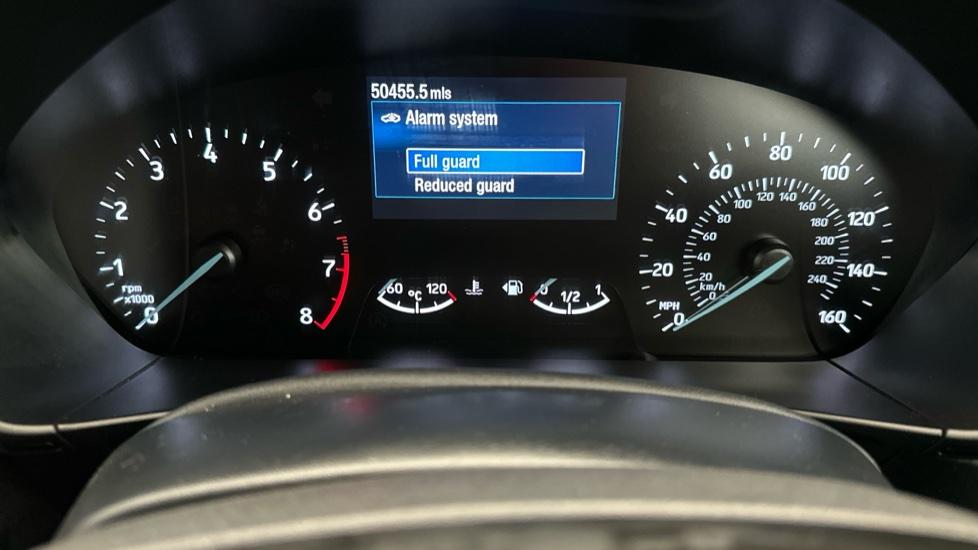 50455.5 mls
Alarm system
Full guard
Reduced guard
0 1 2 3 4 5 6 7 8
rpm
x1000
60 °C 120
0 1/2 1
0 20 40 60 80 100 120 140 160
MPH
0 20 40 60 80 100 120 140 160 180 200 220 240
km/h